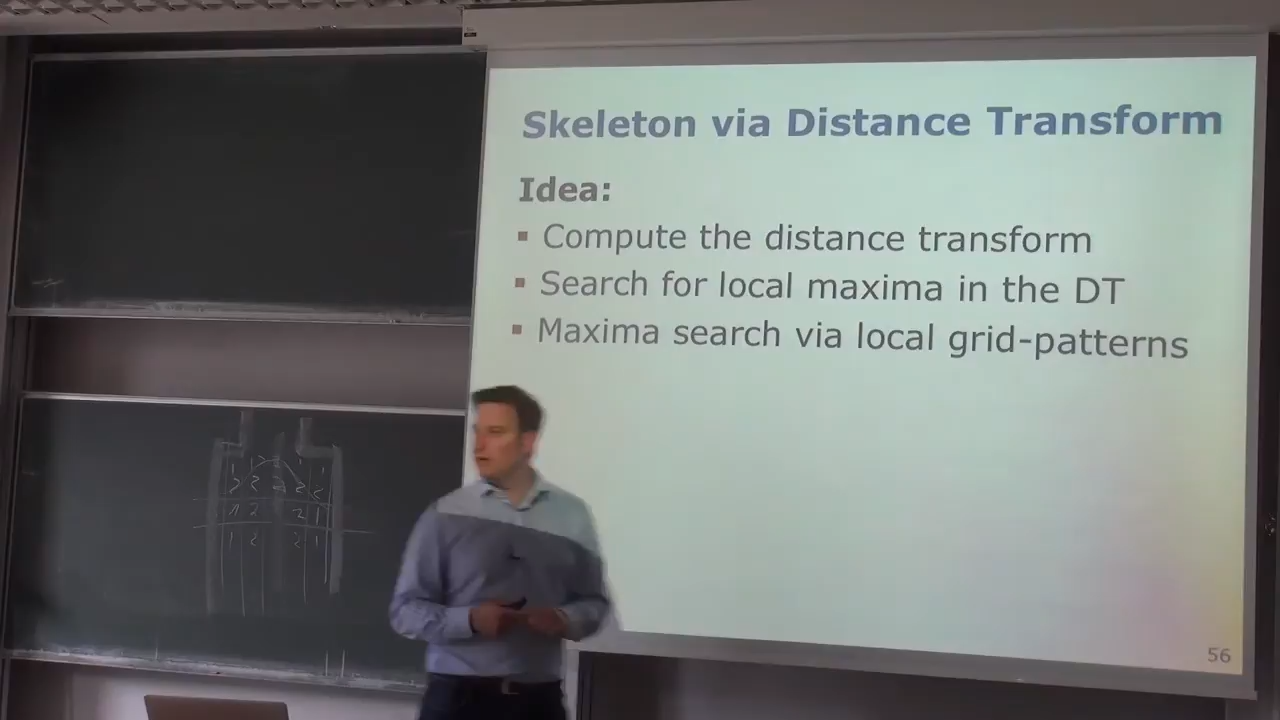 Skeleton via Distance Transform
Idea:
▪ Compute the distance transform
▪ Search for local maxima in the DT
▪ Maxima search via local grid-patterns
56